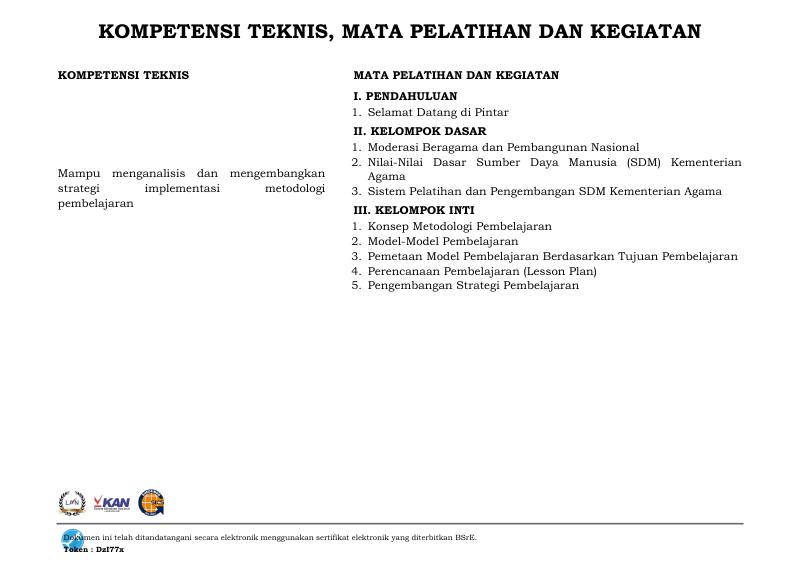 KOMPETENSI TEKNIS, MATA PELATIHAN DAN KEGIATAN
KOMPETENSI TEKNIS
Mampu menganalisis dan mengembangkan
strategi implementasi metodologi
pembelajaran
MATA PELATIHAN DAN KEGIATAN
I. PENDAHULUAN
1. Selamat Datang di Pintar
II. KELOMPOK DASAR
1. Moderasi Beragama dan Pembangunan Nasional
2. Nilai-Nilai Dasar Sumber Daya Manusia (SDM) Kementerian
Agama
3. Sistem Pelatihan dan Pengembangan SDM Kementerian Agama
III. KELOMPOK INTI
1. Konsep Metodologi Pembelajaran
2. Model-Model Pembelajaran
3. Pemetaan Model Pembelajaran Berdasarkan Tujuan Pembelajaran
4. Perencanaan Pembelajaran (Lesson Plan)
5. Pengembangan Strategi Pembelajaran
LAN
KAN
Dokumen ini telah ditandatangani secara elektronik menggunakan sertifikat elektronik yang diterbitkan BSrE.
Token : DzI77x